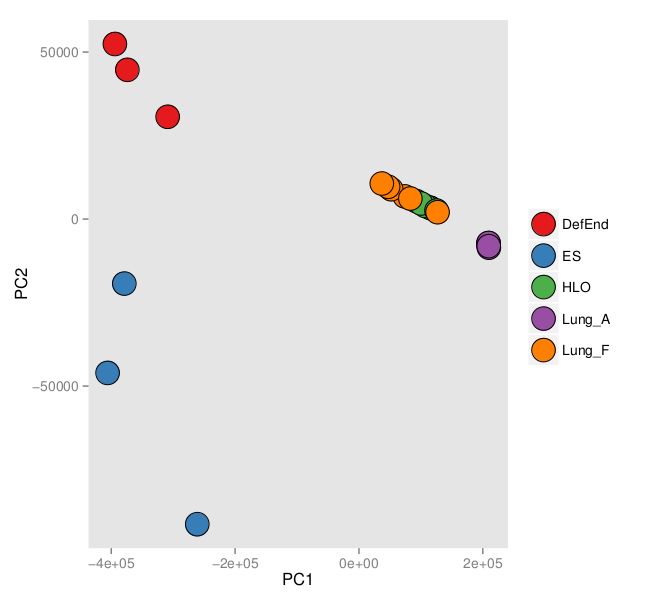 50000
0
−50000
PC2
−4e+05
−2e+05
0e+00
2e+05
PC1
DefEnd
ES
HLO
Lung_A
Lung_F